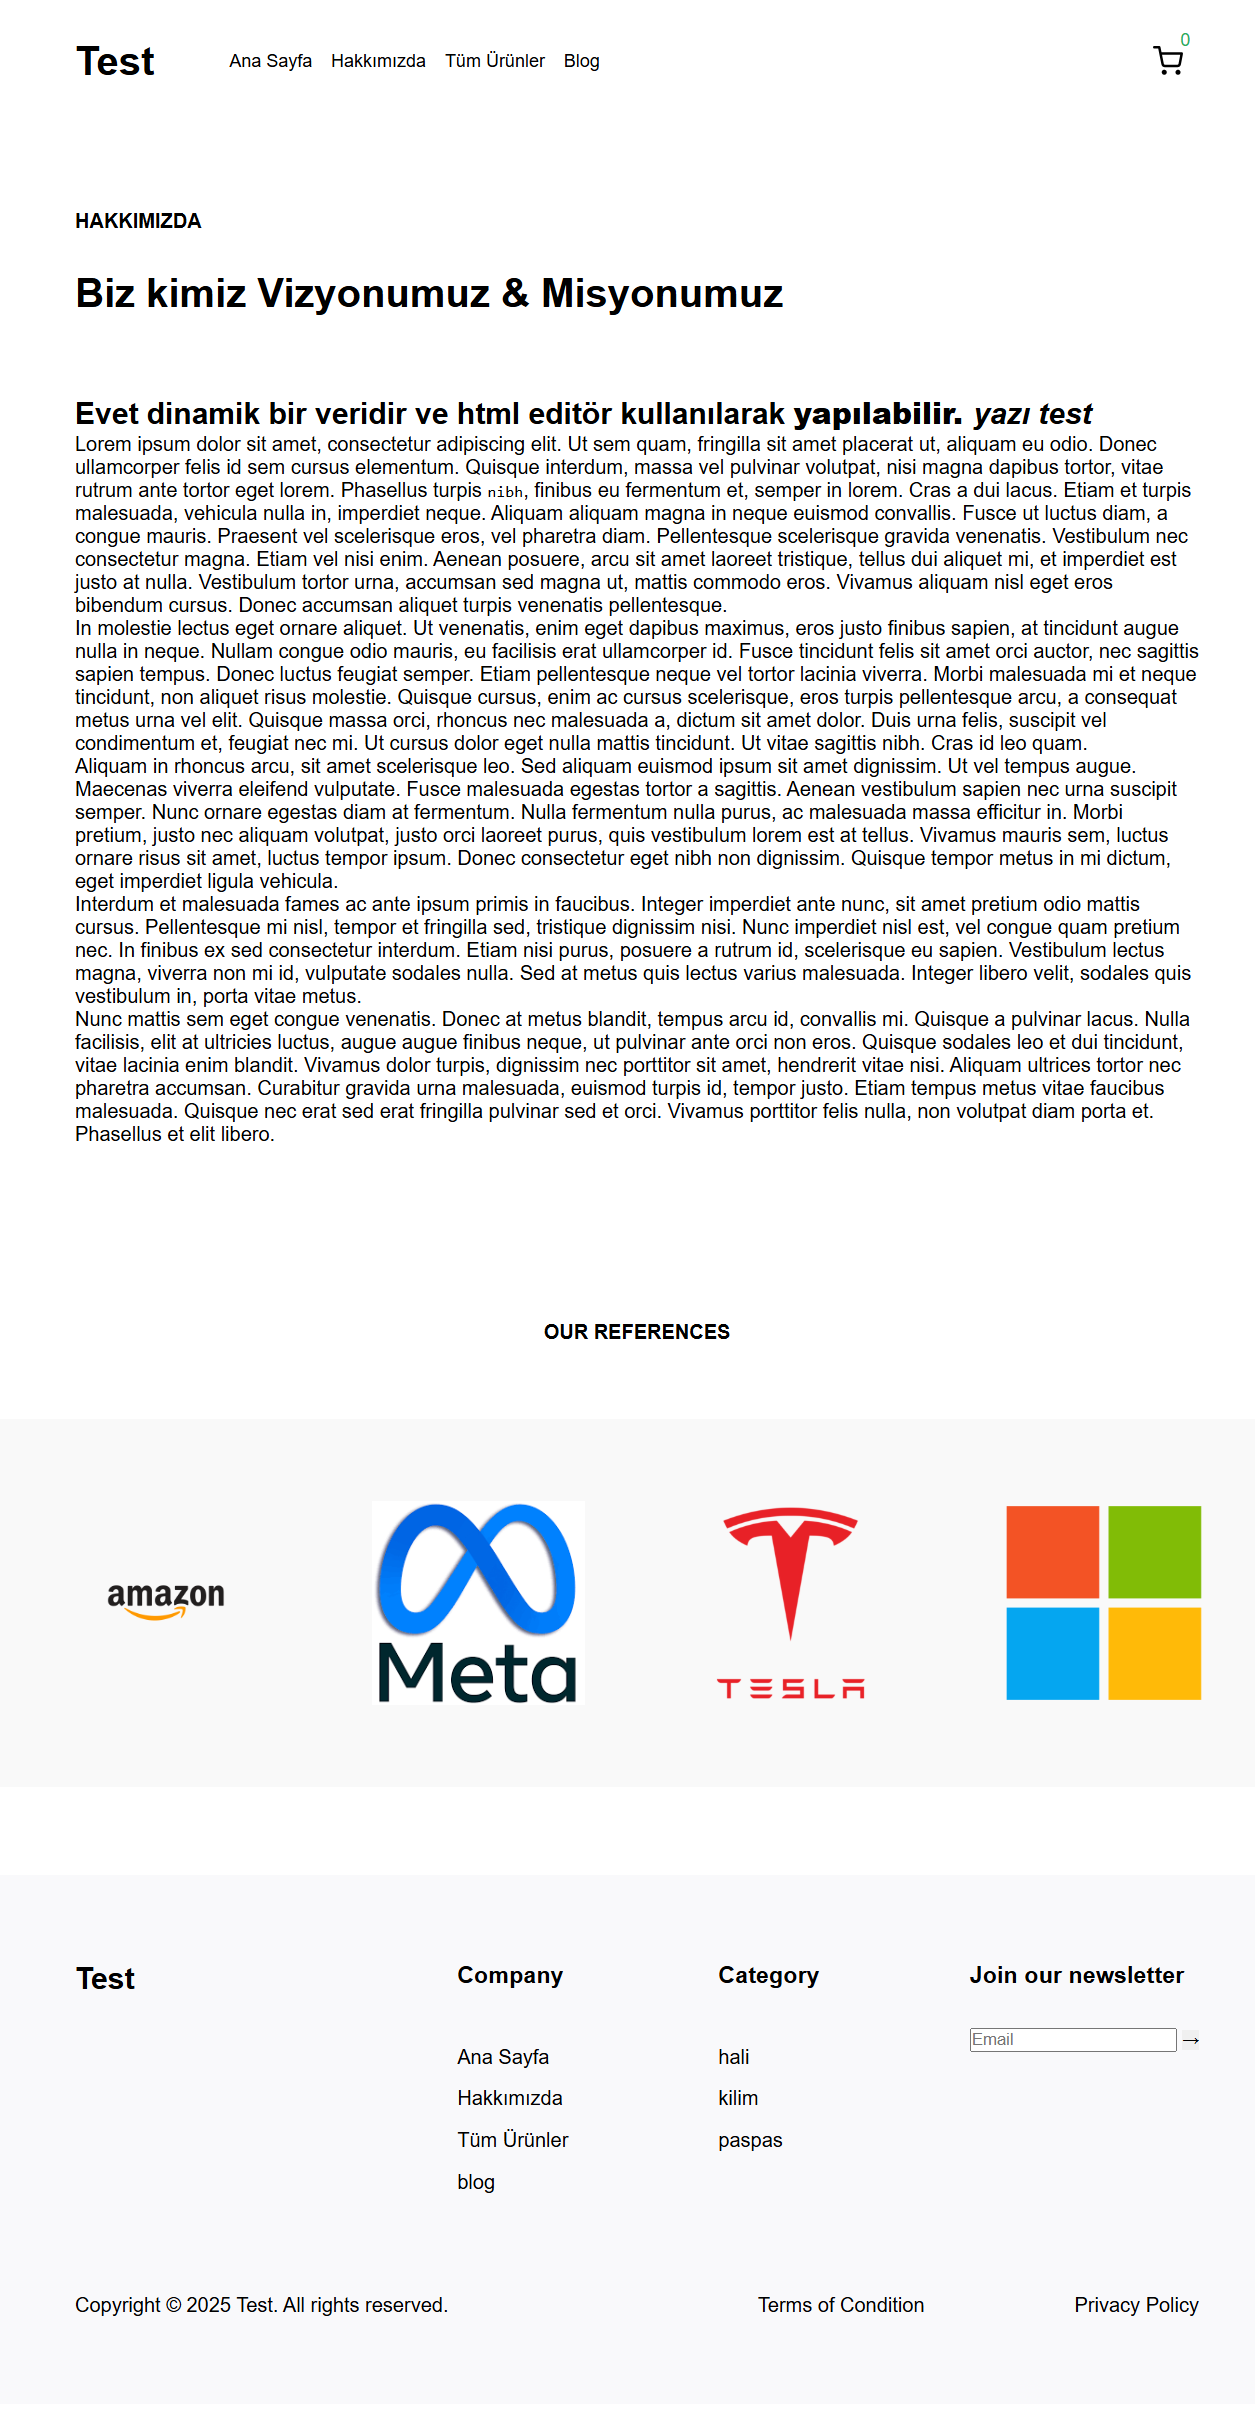 Test
Ana Sayfa Hakkımızda Tüm Ürünler Blog
0
HAKKIMIZDA
Biz kimiz Vizyonumuz & Misyonumuz
Evet dinamik bir veridir ve html editör kullanılarak yapılabilir. yazı test
Lorem ipsum dolor sit amet, consectetur adipiscing elit. Ut sem quam, fringilla sit amet placerat ut, aliquam eu odio. Donec
ullamcorper felis id sem cursus elementum. Quisque interdum, massa vel pulvinar volutpat, nisi magna dapibus tortor, vitae
rutrum ante tortor eget lorem. Phasellus turpis nibh, finibus eu fermentum et, semper in lorem. Cras a dui lacus. Etiam et turpis
malesuada, vehicula nulla in, imperdiet neque. Aliquam aliquam magna in neque euismod convallis. Fusce ut luctus diam, a
congue mauris. Praesent vel scelerisque eros, vel pharetra diam. Pellentesque scelerisque gravida venenatis. Vestibulum nec
consectetur magna. Etiam vel nisi enim. Aenean posuere, arcu sit amet laoreet tristique, tellus dui aliquet mi, et imperdiet est
justo at nulla. Vestibulum tortor urna, accumsan sed magna ut, mattis commodo eros. Vivamus aliquam nisl eget eros
bibendum cursus. Donec accumsan aliquet turpis venenatis pellentesque.
In molestie lectus eget ornare aliquet. Ut venenatis, enim eget dapibus maximus, eros justo finibus sapien, at tincidunt augue
nulla in neque. Nullam congue odio mauris, eu facilisis erat ullamcorper id. Fusce tincidunt felis sit amet orci auctor, nec sagittis
sapien tempus. Donec luctus feugiat semper. Etiam pellentesque neque vel tortor lacinia viverra. Morbi malesuada mi et neque
tincidunt, non aliquet risus molestie. Quisque cursus, enim ac cursus scelerisque, eros turpis pellentesque arcu, a consequat
metus urna vel elit. Quisque massa orci, rhoncus nec malesuada a, dictum sit amet dolor. Duis urna felis, suscipit vel
condimentum et, feugiat nec mi. Ut cursus dolor eget nulla mattis tincidunt. Ut vitae sagittis nibh. Cras id leo quam.
Aliquam in rhoncus arcu, sit amet scelerisque leo. Sed aliquam euismod ipsum sit amet dignissim. Ut vel tempus augue.
Maecenas viverra eleifend vulputate. Fusce malesuada egestas tortor a sagittis. Aenean vestibulum sapien nec urna suscipit
semper. Nunc ornare egestas diam at fermentum. Nulla fermentum nulla purus, ac malesuada massa efficitur in. Morbi
pretium, justo nec aliquam volutpat, justo orci laoreet purus, quis vestibulum lorem est at tellus. Vivamus mauris sem, luctus
ornare risus sit amet, luctus tempor ipsum. Donec consectetur eget nibh non dignissim. Quisque tempor metus in mi dictum,
eget imperdiet ligula vehicula.
Interdum et malesuada fames ac ante ipsum primis in faucibus. Integer imperdiet ante nunc, sit amet pretium odio mattis
cursus. Pellentesque mi nisl, tempor et fringilla sed, tristique dignissim nisi. Nunc imperdiet nisl est, vel congue quam pretium
nec. In finibus ex sed consectetur interdum. Etiam nisi purus, posuere a rutrum id, scelerisque eu sapien. Vestibulum lectus
magna, viverra non mi id, vulputate sodales nulla. Sed at metus quis lectus varius malesuada. Integer libero velit, sodales quis
vestibulum in, porta vitae metus.
Nunc mattis sem eget congue venenatis. Donec at metus blandit, tempus arcu id, convallis mi. Quisque a pulvinar lacus. Nulla
facilisis, elit at ultricies luctus, augue augue finibus neque, ut pulvinar ante orci non eros. Quisque sodales leo et dui tincidunt,
vitae lacinia enim blandit. Vivamus dolor turpis, dignissim nec porttitor sit amet, hendrerit vitae nisi. Aliquam ultrices tortor nec
pharetra accumsan. Curabitur gravida urna malesuada, euismod turpis id, tempor justo. Etiam tempus metus vitae faucibus
malesuada. Quisque nec erat sed erat fringilla pulvinar sed et orci. Vivamus porttitor felis nulla, non volutpat diam porta et.
Phasellus et elit libero.
OUR REFERENCES
amazon
Meta
TESLA
Test
Company
Ana Sayfa
Hakkımızda
Tüm Ürünler
blog
Category
hali
kilim
paspas
Join our newsletter
Email →
Copyright © 2025 Test. All rights reserved.
Terms of Condition
Privacy Policy